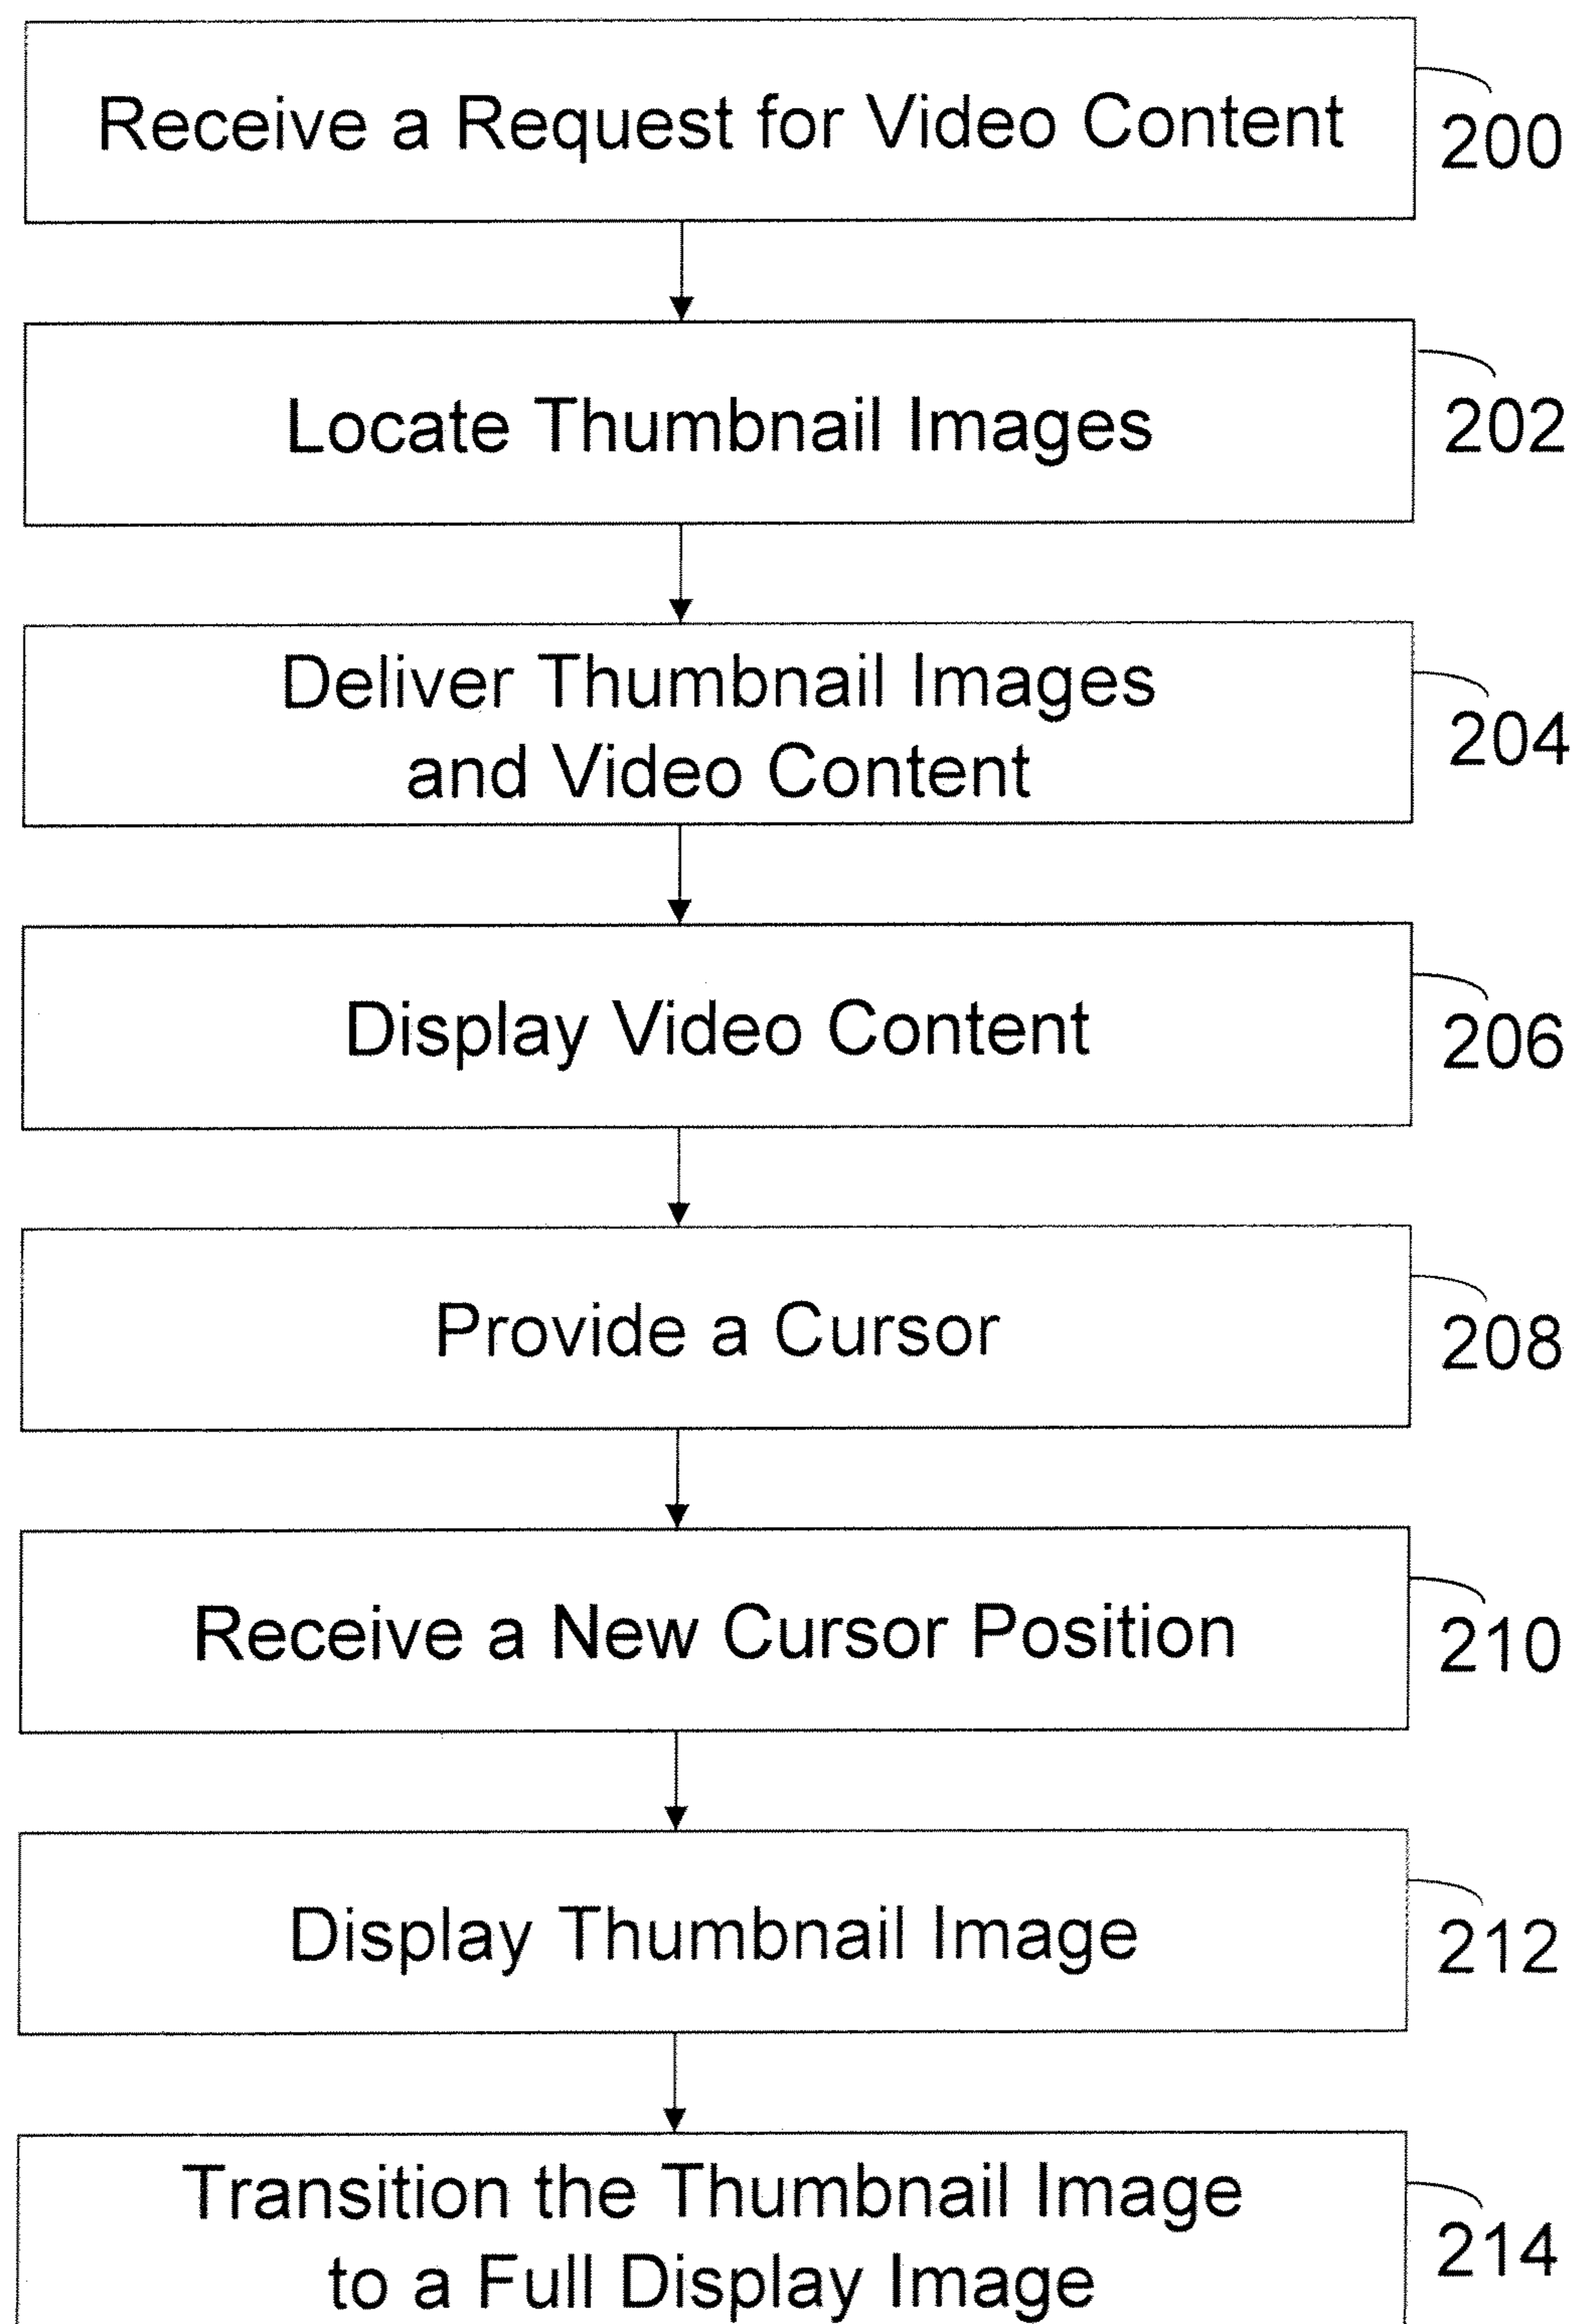 Receive a Request for Video Content
200
Locate Thumbnail Images
202
Deliver Thumbnail Images
and Video Content
204
Display Video Content
206
Provide a Cursor
208
Receive a New Cursor Position
210
Display Thumbnail Image
212
Transition the Thumbnail Image
to a Full Display Image
214